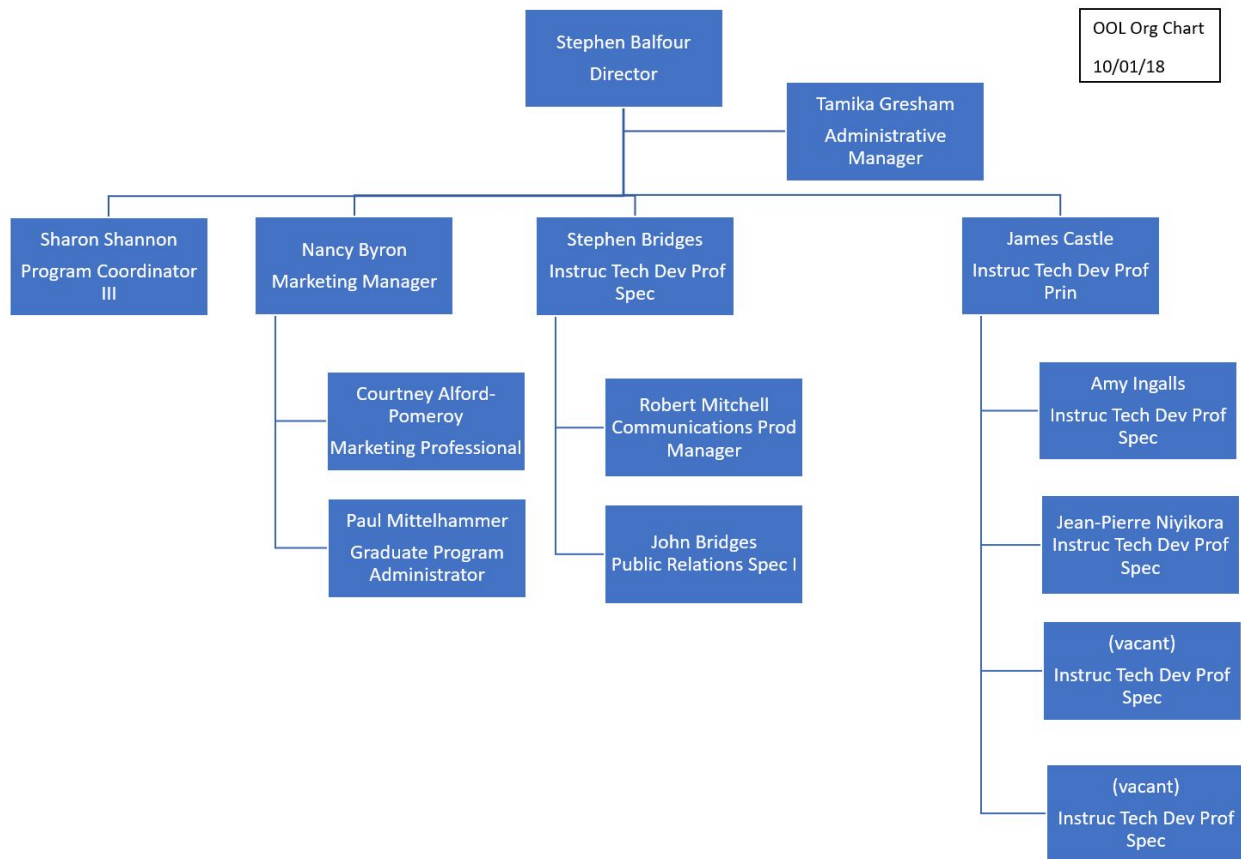 Stephen Balfour
Director
OOL Org Chart
10/01/18
Tamika Gresham
Administrative
Manager
Sharon Shannon
Program Coordinator
III
Nancy Byron
Marketing Manager
Stephen Bridges
Instruc Tech Dev Prof
Spec
James Castle
Instruc Tech Dev Prof
Prin
Courtney Alford-
Pomeroy
Marketing Professional
Paul Mittelhammer
Graduate Program
Administrator
Robert Mitchell
Communications Prod
Manager
John Bridges
Public Relations Spec I
Amy Ingalls
Instruc Tech Dev Prof
Spec
Jean-Pierre Niyikora
Instruc Tech Dev Prof
Spec
(vacant)
Instruc Tech Dev Prof
Spec
(vacant)
Instruc Tech Dev Prof
Spec